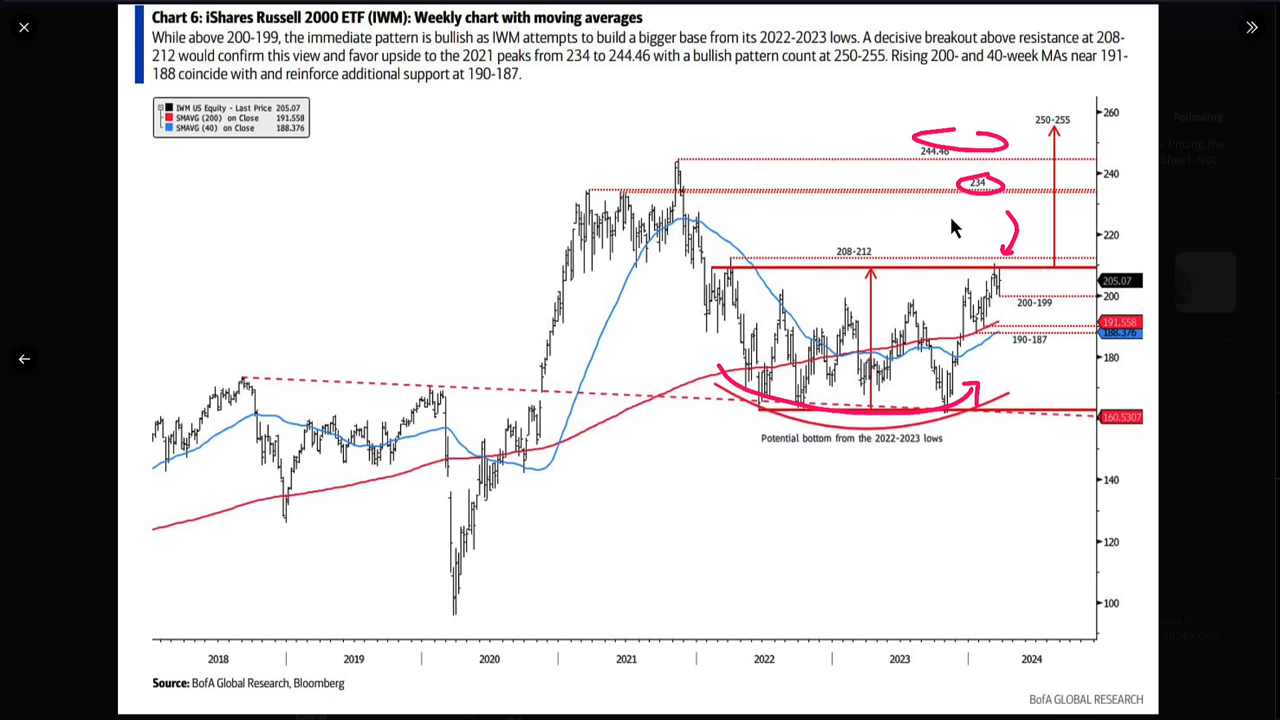 Chart 6: iShares Russell 2000 ETF (IWM): Weekly chart with moving averages
While above 200-199, the immediate pattern is bullish as IWM attempts to build a bigger base from its 2022-2023 lows. A decisive breakout above resistance at 208-
212 would confirm this view and favor upside to the 2021 peaks from 234 to 244.46 with a bullish pattern count at 250-255. Rising 200- and 40-week MAs near 191-
188 coincide with and reinforce additional support at 190-187.
IWM US Equity - Last Price 205.07
SMAVG (200) on Close 191.558
SMAVG (40) on Close 188.376
250-255
260
244.46
240
234
220
208-212
205.07
200
200-199
191.558
188.376
190-187
180
160.5307
Potential bottom from the 2022-2023 lows
140
120
100
2018 2019 2020 2021 2022 2023 2024
Source: BofA Global Research, Bloomberg
BofA GLOBAL RESEARCH
Following
Pricing the